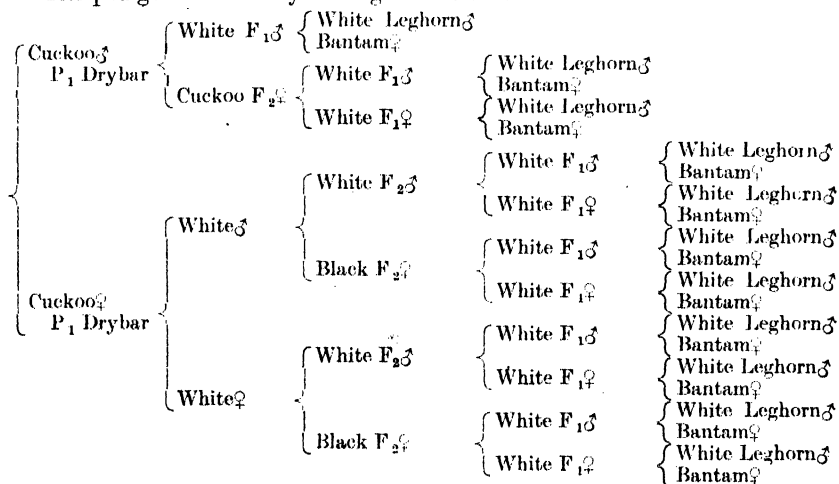 White Leghorn♂
White F₁♂
Bantam♀
Cuckoo♂
P₁ Drybar
White Leghorn♂
White F₁♂
Bantam♀
Cuckoo F₂♀
White Leghorn♂
White F₁♀
Bantam♀
White Leghorn♂
White F₁♂
Bantam♀
White F₂♂
White Leghorn♂
White F₁♀
Bantam♀
White♂
White Leghorn♂
White F₁♂
Bantam♀
Black F₂♀
White Leghorn♂
White F₁♀
Bantam♀
Cuckoo♀
P₁ Drybar
White Leghorn♂
White F₁♂
Bantam♀
White F₂♂
White Leghorn♂
White F₁♀
Bantam♀
White♀
White Leghorn♂
White F₁♂
Bantam♀
Black F₂♀
White Leghorn♂
White F₁♀
Bantam♀